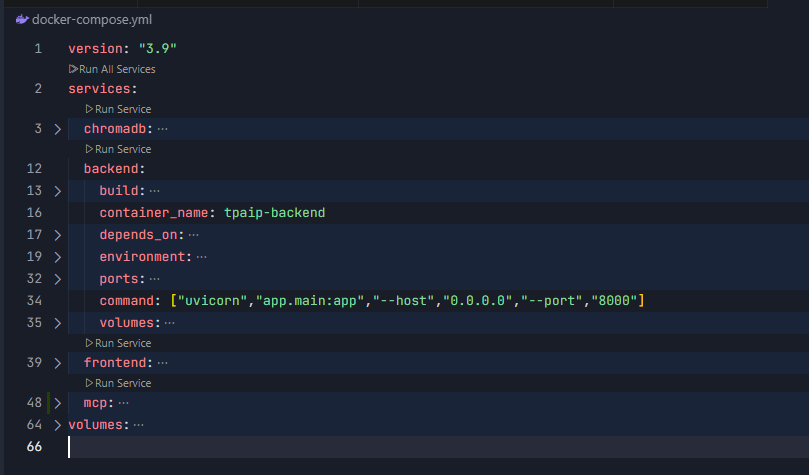 docker-compose.yml
1 version: "3.9"
Run All Services
2 services:
Run Service
3 chromadb: ···
Run Service
12 backend:
13 build: ···
16 container_name: tpaip-backend
17 depends_on: ···
19 environment: ···
32 ports: ···
34 command: ["uvicorn","app.main:app","--host","0.0.0.0","--port","8000"]
35 volumes: ···
Run Service
39 frontend: ···
Run Service
48 mcp: ···
64 volumes: ···
66